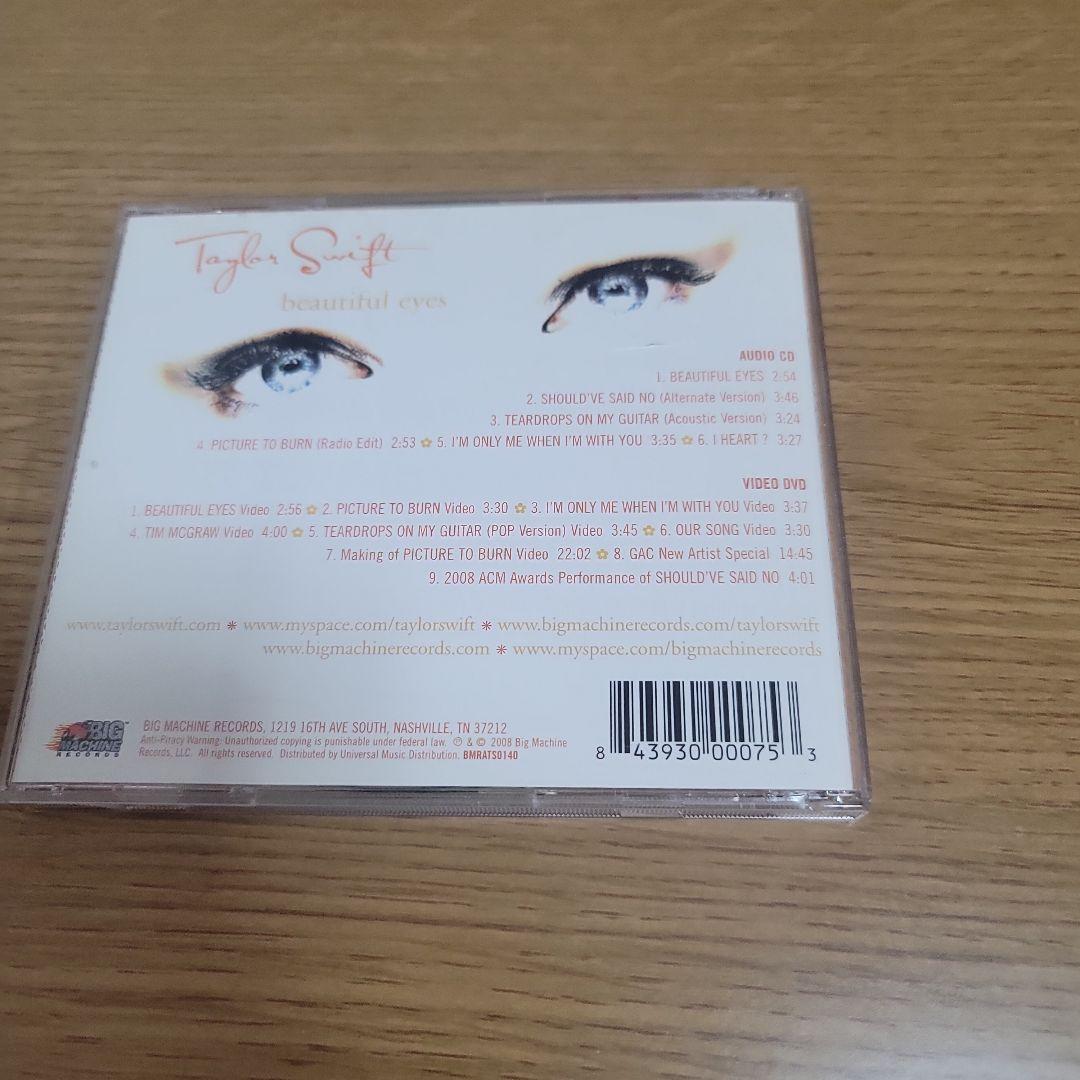 Taylor Swift
beautiful eyes
AUDIO CD
1. BEAUTIFUL EYES 2:54
2. SHOULD'VE SAID NO (Alternate Version) 3:46
3. TEARDROPS ON MY GUITAR (Acoustic Version) 3:24
4. PICTURE TO BURN (Radio Edit) 2:53 ✿ 5. I'M ONLY ME WHEN I'M WITH YOU 3:35 ✿ 6. I HEART ? 3:27
VIDEO DVD
1. BEAUTIFUL EYES Video 2:56 ✿ 2. PICTURE TO BURN Video 3:30 ✿ 3. I'M ONLY ME WHEN I'M WITH YOU Video 3:37
4. TIM MCGRAW Video 4:00 ✿ 5. TEARDROPS ON MY GUITAR (POP Version) Video 3:45 ✿ 6. OUR SONG Video 3:30
7. Making of PICTURE TO BURN Video 22:02 ✿ 8. GAC New Artist Special 14:45
9. 2008 ACM Awards Performance of SHOULD'VE SAID NO 4:01
www.taylorswift.com ✳ www.myspace.com/taylorswift ✳ www.bigmachinerecords.com/taylorswift
www.bigmachinerecords.com ✳ www.myspace.com/bigmachinerecords
BIG MACHINE RECORDS
BIG MACHINE RECORDS, 1219 16TH AVE SOUTH, NASHVILLE, TN 37212
Anti-Piracy Warning: Unauthorized copying is punishable under federal law. ℗ & © 2008 Big Machine
Records, LLC. All rights reserved. Distributed by Universal Music Distribution. BMRATS0140
8 43930 00075 3